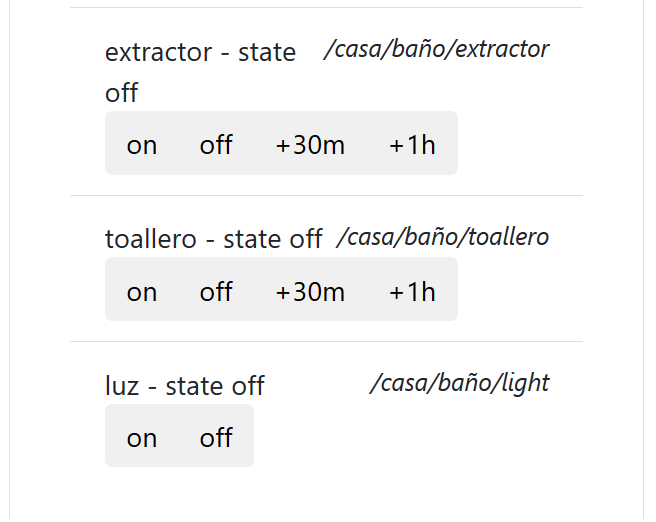 extractor - state /casa/baño/extractor
off
on off +30m +1h
toallero - state off /casa/baño/toallero
on off +30m +1h
luz - state off /casa/baño/light
on off